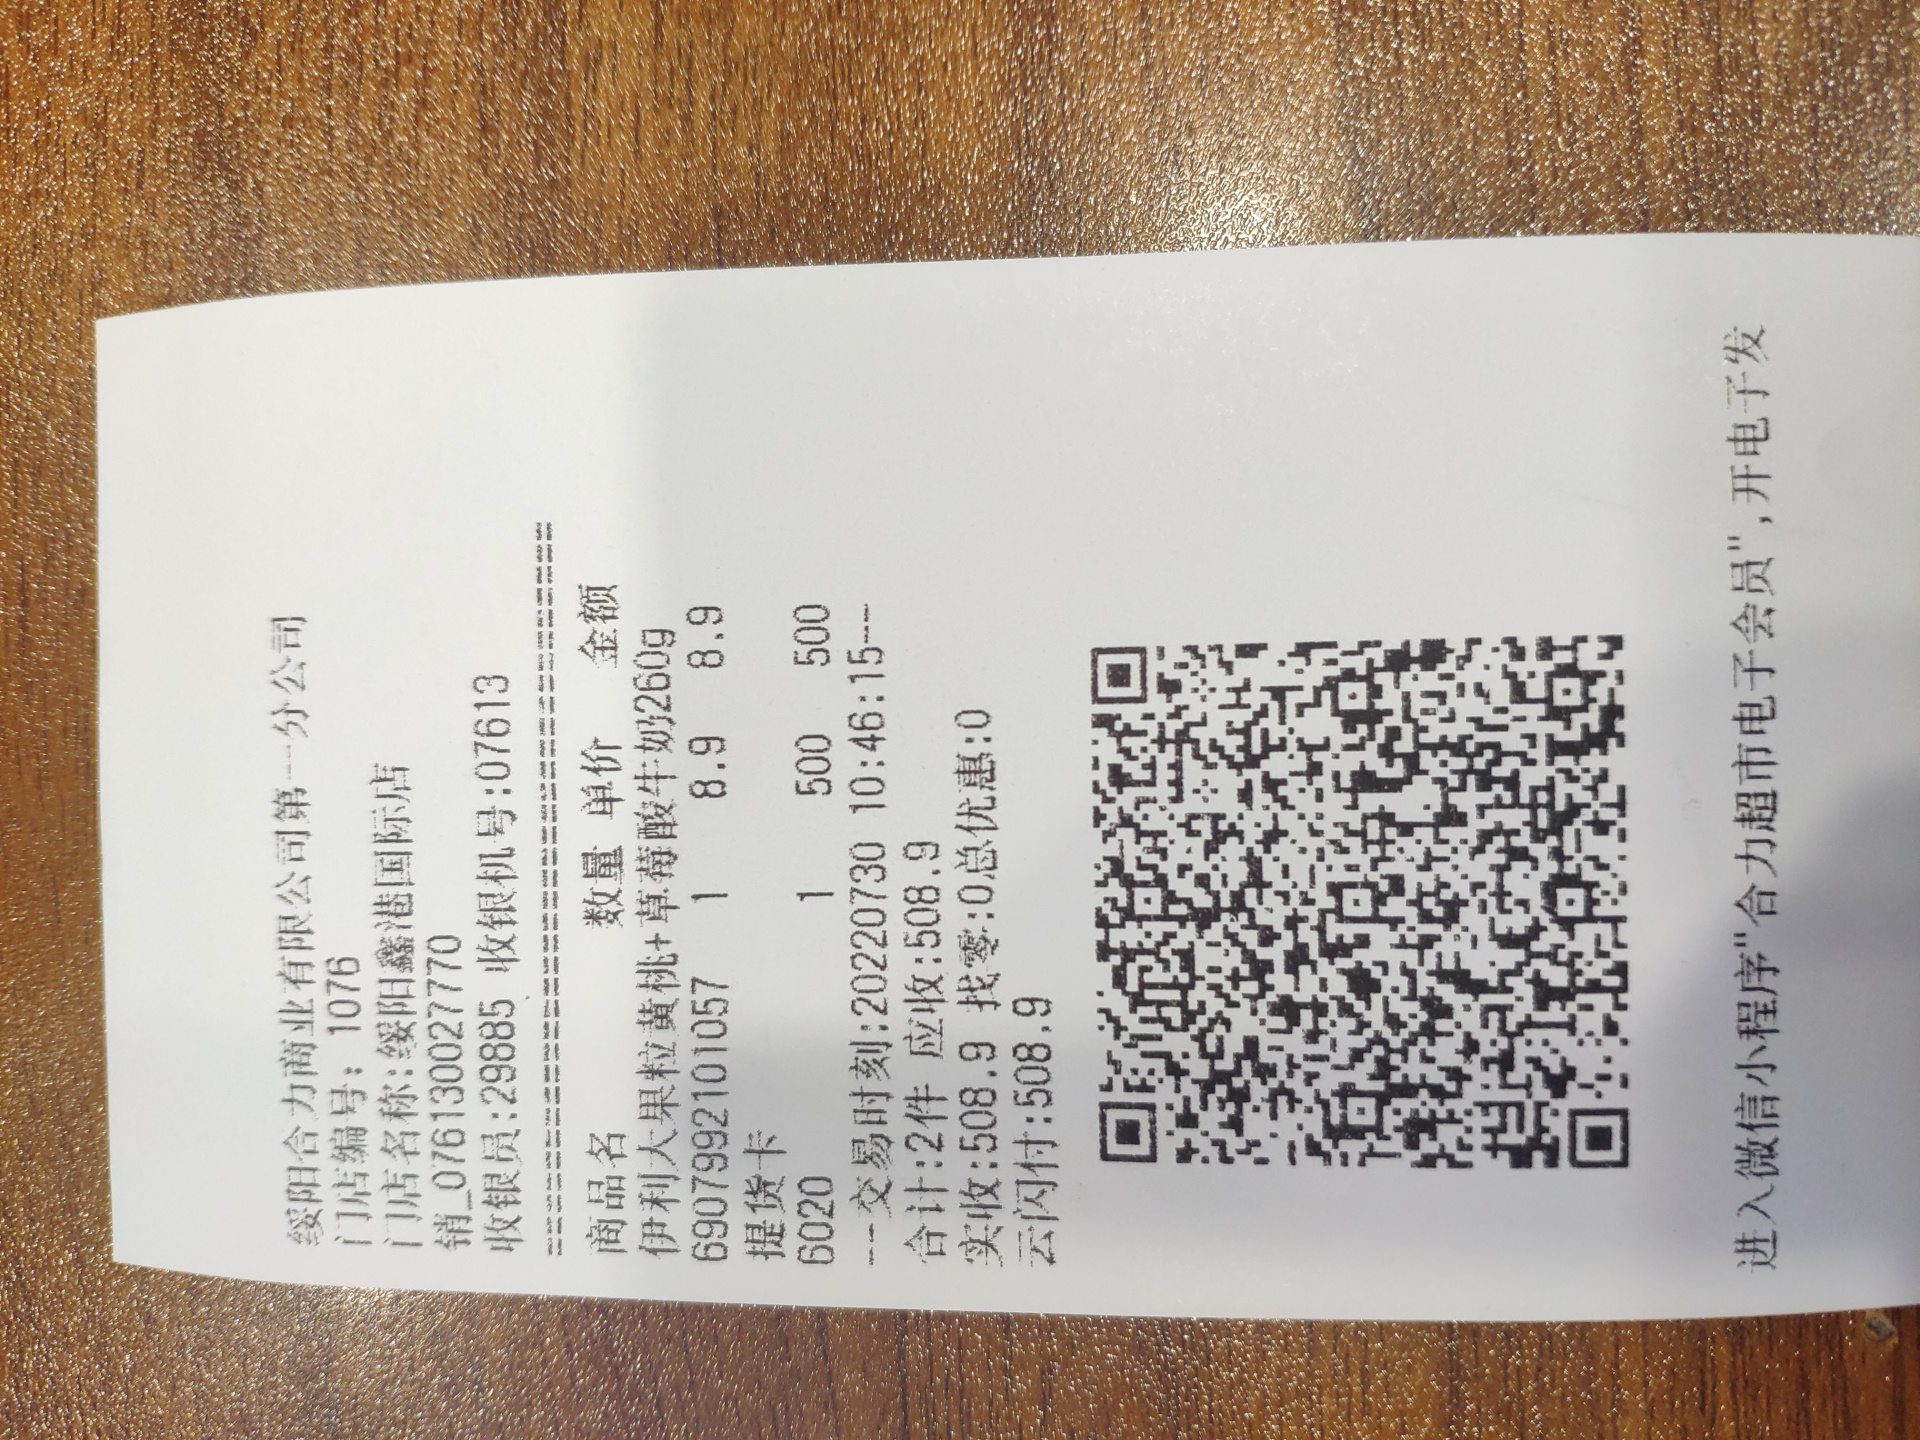 绥阳合力商业有限公司第一分公司
门店编号: 1076
门店名称:绥阳鑫港国际店
销_0761300​27770
收银员:29885 收银机号:07613
商品名 数量 单价 金额
伊利大果粒黄桃+草莓酸牛奶260g
6907992101057 1 8.9 8.9
提货卡
6020 1 500 500
---交易时刻:20220730 10:46:15---
合计:2件 应收:508.9
实收:508.9 找零:0总优惠:0
云闪付:508.9
进入微信小程序"合力超市电子会员",开电子发